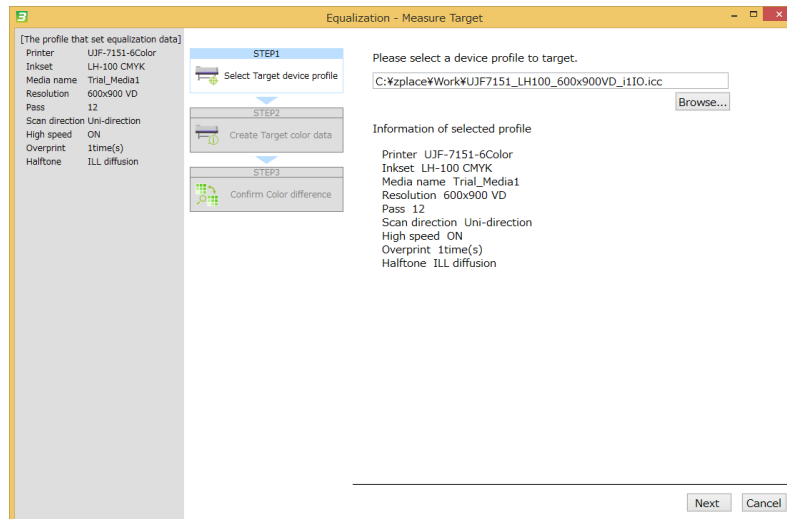 3
Equalization - Measure Target
[The profile that set equalization data]
Printer UJF-7151-6Color
Inkset LH-100 CMYK
Media name Trial_Media1
Resolution 600x900 VD
Pass 12
Scan direction Uni-direction
High speed ON
Overprint 1time(s)
Halftone ILL diffusion
STEP1
Select Target device profile
STEP2
Create Target color data
STEP3
Confirm Color difference
Please select a device profile to target.
C:¥zplace¥Work¥UJF7151_LH100_600x900VD_i1IO.icc
Browse...
Information of selected profile
Printer UJF-7151-6Color
Inkset LH-100 CMYK
Media name Trial_Media1
Resolution 600x900 VD
Pass 12
Scan direction Uni-direction
High speed ON
Overprint 1time(s)
Halftone ILL diffusion
Next Cancel